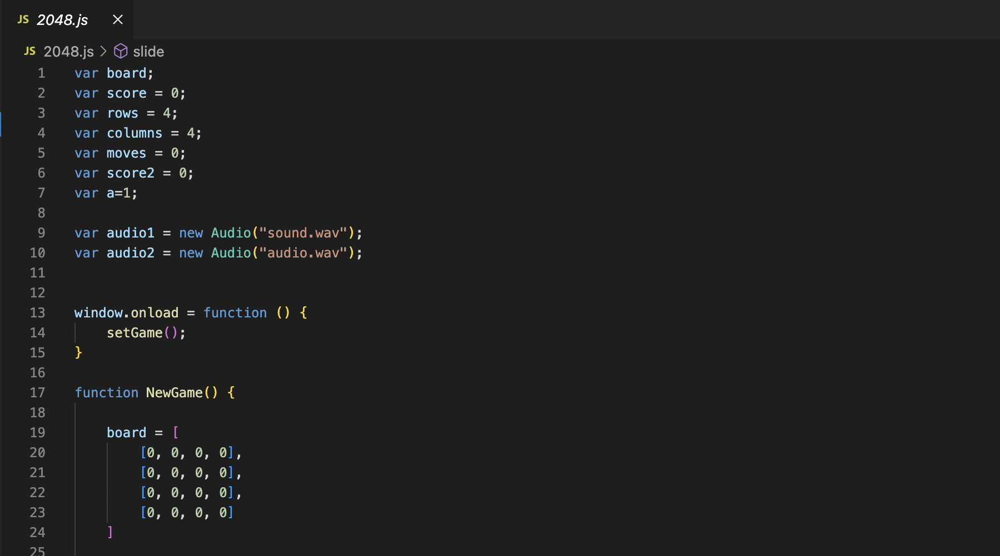 JS 2048.js ×
JS 2048.js > slide
1 var board;
2 var score = 0;
3 var rows = 4;
4 var columns = 4;
5 var moves = 0;
6 var score2 = 0;
7 var a=1;
8
9 var audio1 = new Audio("sound.wav");
10 var audio2 = new Audio("audio.wav");
11
12
13 window.onload = function () {
14     setGame();
15 }
16
17 function NewGame() {
18
19     board = [
20         [0, 0, 0, 0],
21         [0, 0, 0, 0],
22         [0, 0, 0, 0],
23         [0, 0, 0, 0]
24     ]
25